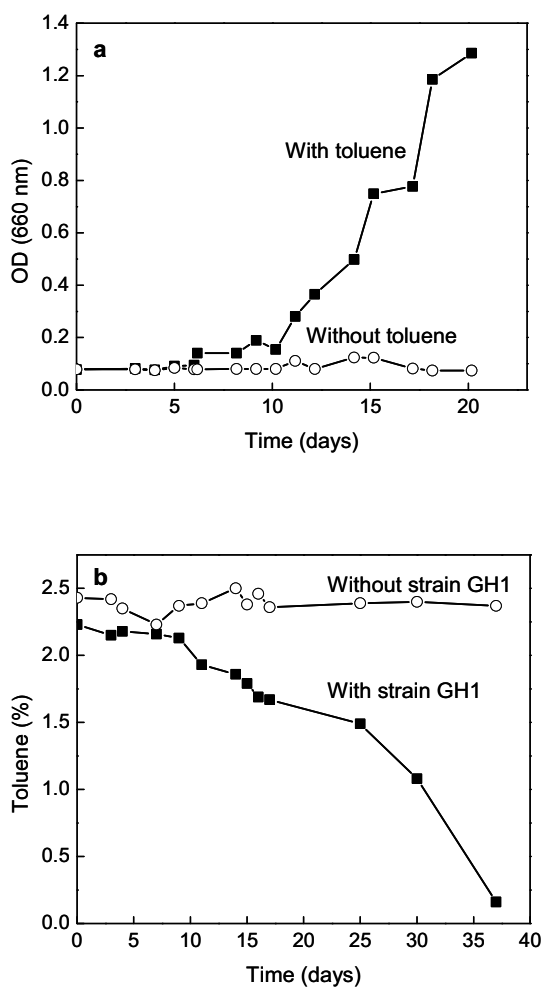 a
1.4
1.2
1.0
0.8
0.6
0.4
0.2
0.0
OD (660 nm)
With toluene
Without toluene
0 5 10 15 20
Time (days)
b
2.5
2.0
1.5
1.0
0.5
0.0
Toluene (%)
Without strain GH1
With strain GH1
0 5 10 15 20 25 30 35 40
Time (days)